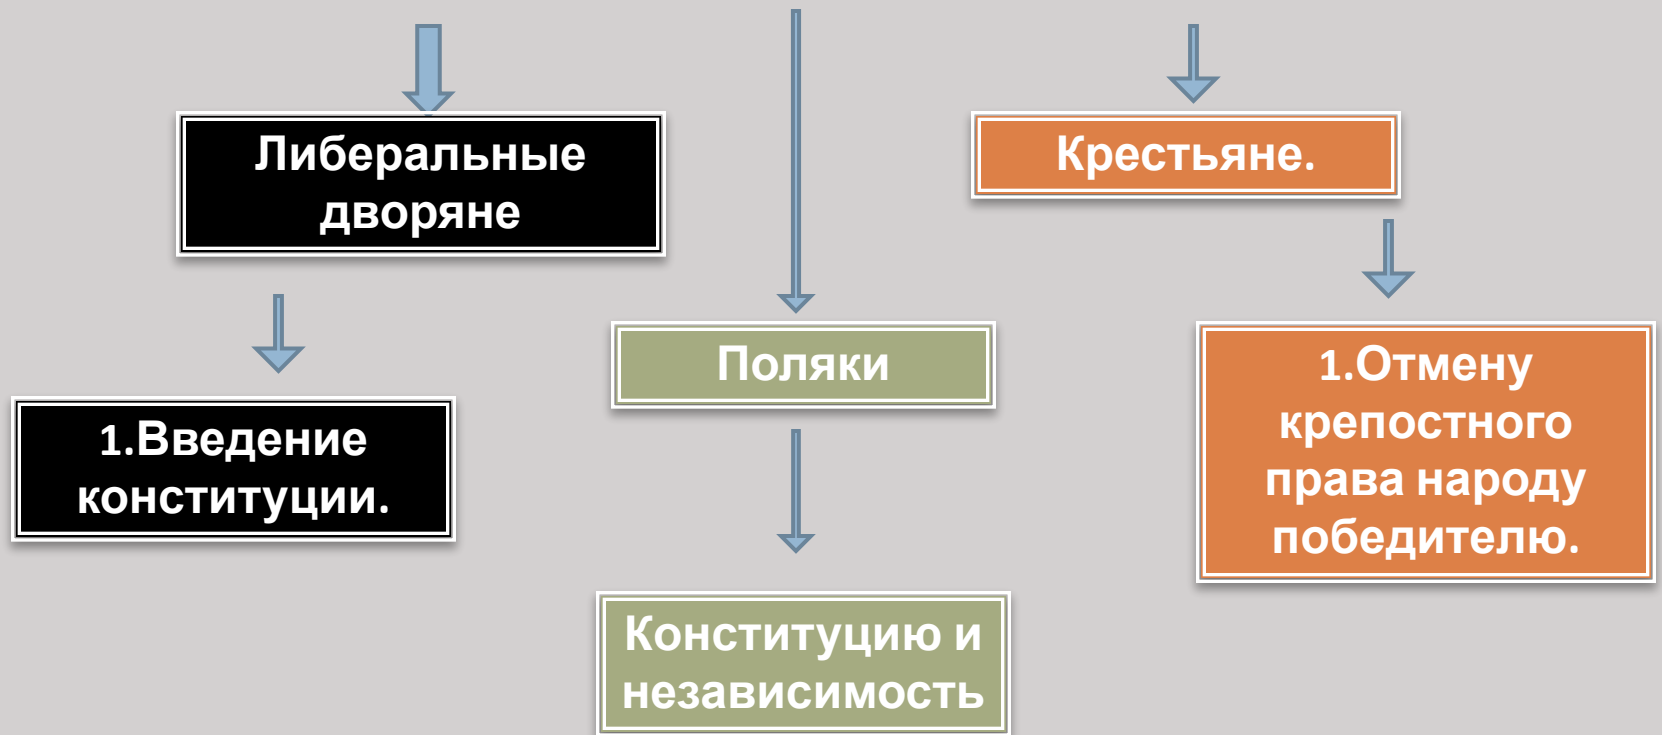 Либеральные
дворяне
Крестьяне.
1.Введение
конституции.
Поляки
Конституцию и
независимость
1.Отмену
крепостного
права народу
победителю.